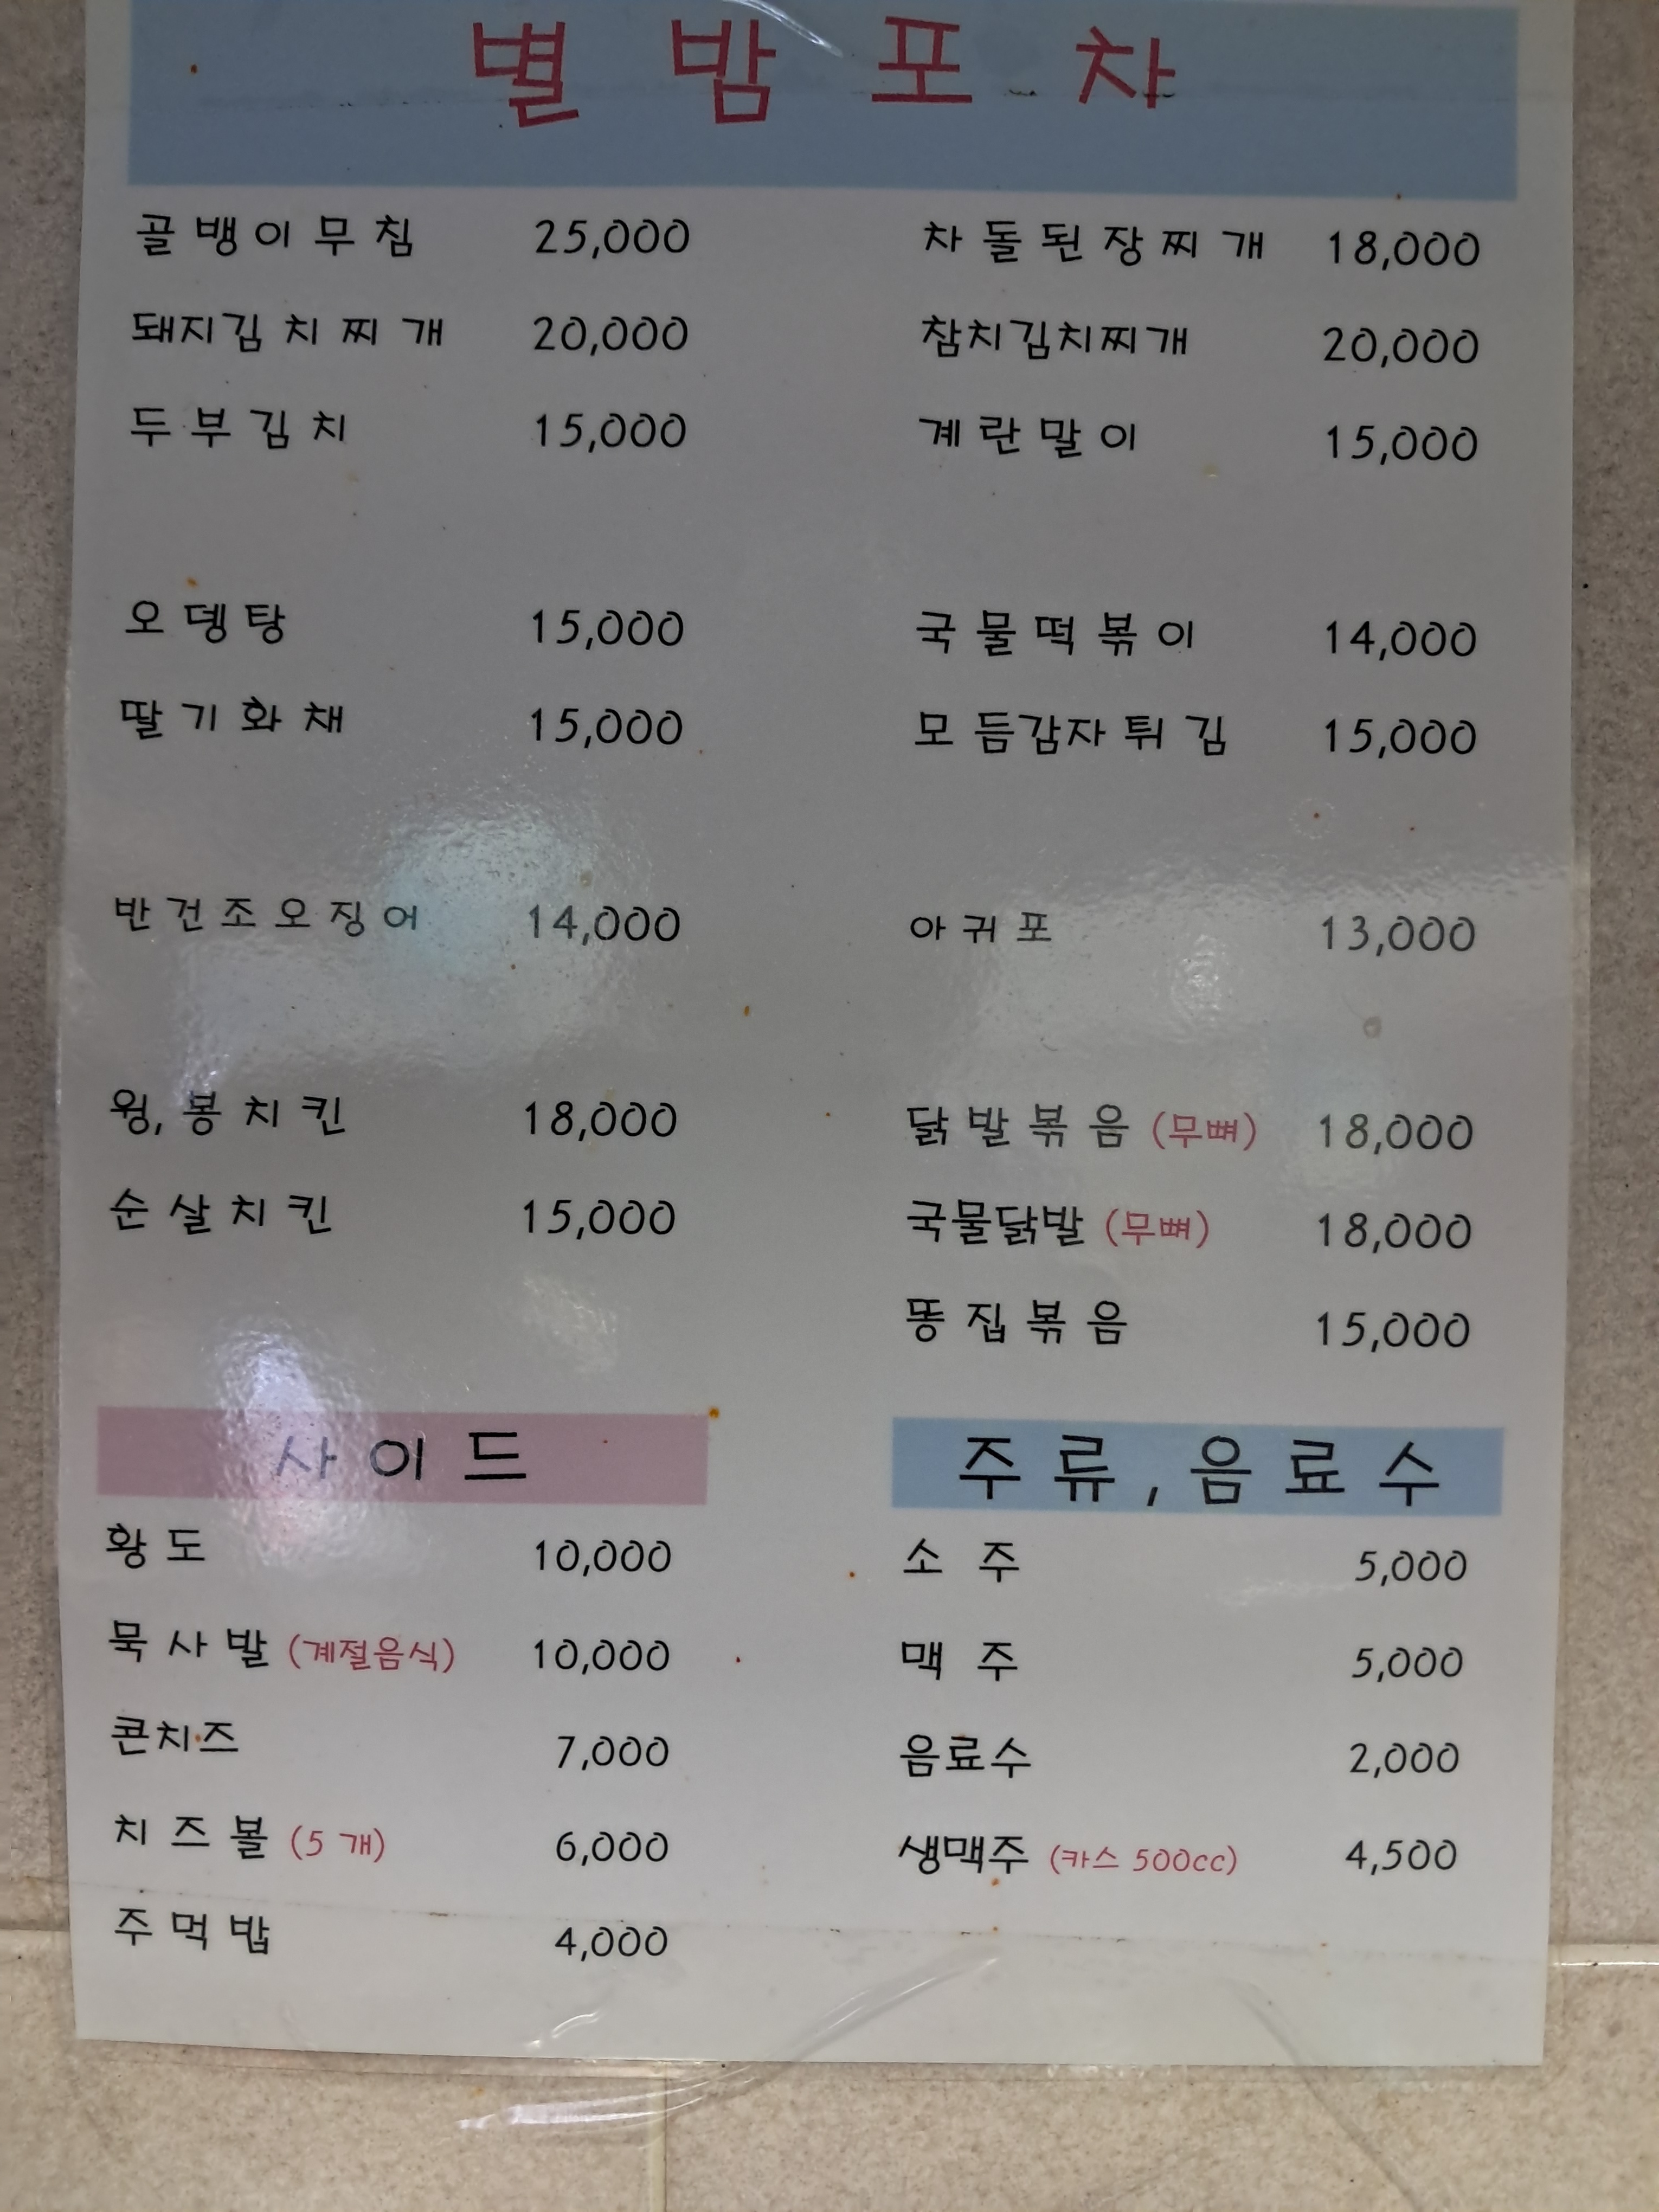 별밤포차
골뱅이무침 25,000
차돌된장찌개 18,000
돼지김치찌개 20,000
참치김치찌개 20,000
두부김치 15,000
계란말이 15,000
오뎅탕 15,000
국물떡볶이 14,000
딸기화채 15,000
모듬감자튀김 15,000
반건조오징어 14,000
아귀포 13,000
윙,봉치킨 18,000
닭발볶음 (무뼈) 18,000
순살치킨 15,000
국물닭발 (무뼈) 18,000
똥집볶음 15,000
사이드
황도 10,000
묵사발 (계절음식) 10,000
콘치즈 7,000
치즈볼 (5 개) 6,000
주먹밥 4,000
주류,음료수
소주 5,000
맥주 5,000
음료수 2,000
생맥주 (카스 500cc) 4,500